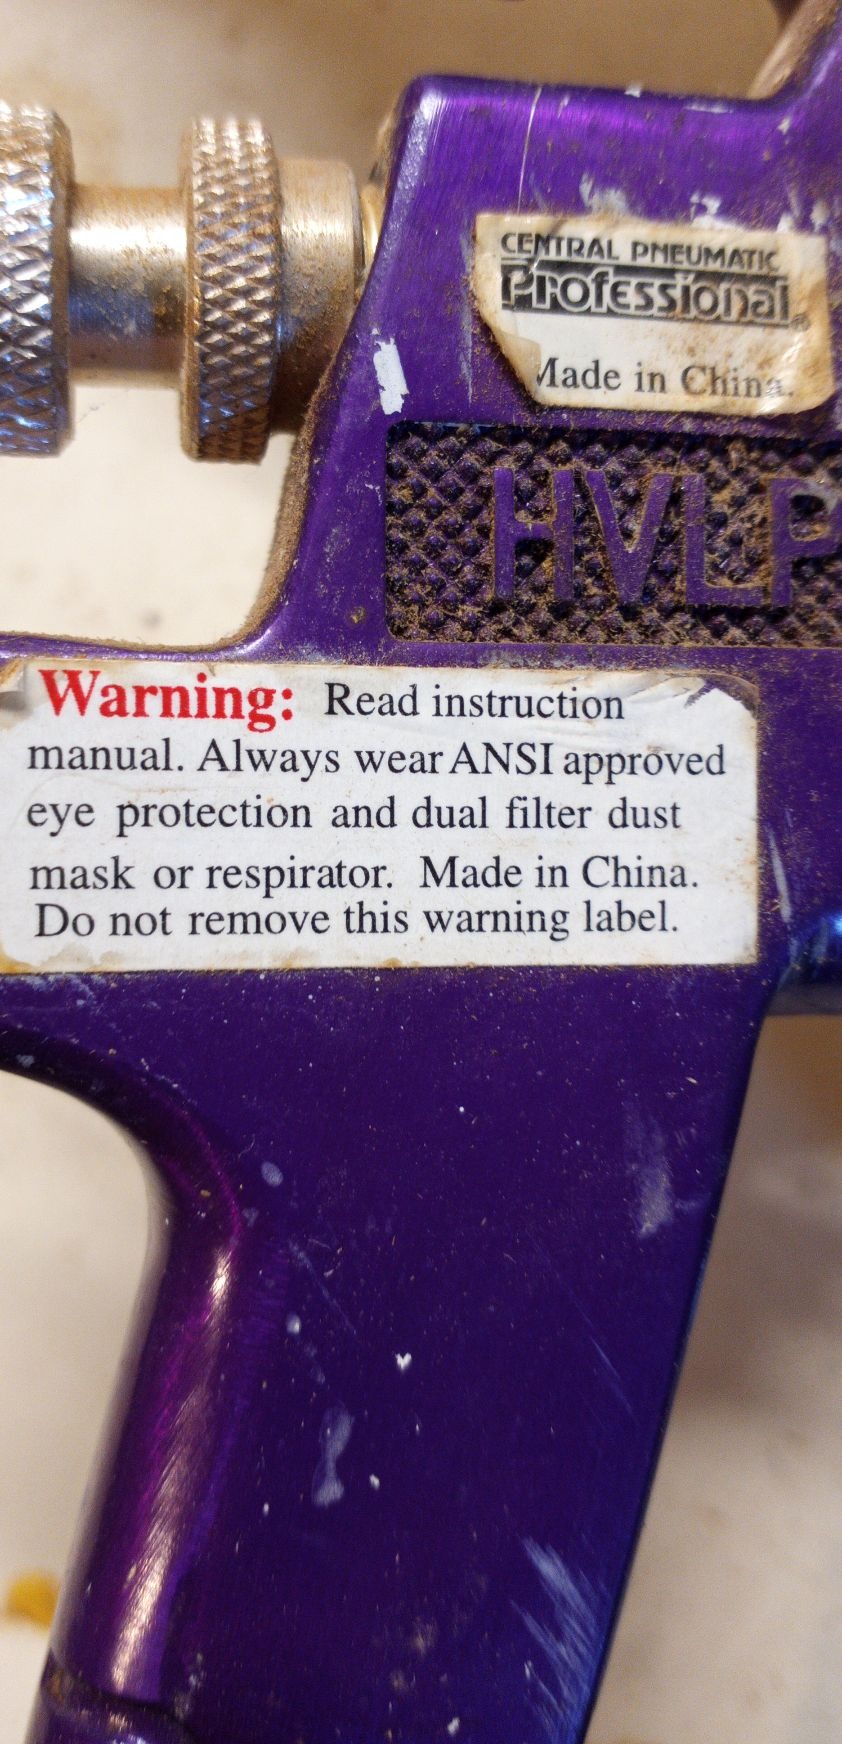 CENTRAL PNEUMATIC
Professional®
Made in China.
HVLP
Warning: Read instruction
manual. Always wear ANSI approved
eye protection and dual filter dust
mask or respirator. Made in China.
Do not remove this warning label.